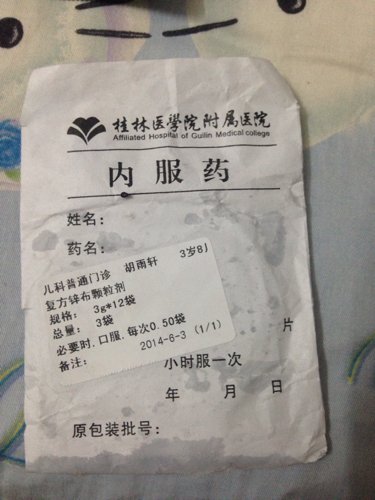 桂林医学院附属医院
Affiliated Hospital of Guilin Medical college
内服药
姓名:
药名:
儿科普通门诊 胡雨轩 3岁8
复方锌布颗粒剂
规格: 3g*12袋
总量: 3袋
必要时,口服,每次0.50袋
备注: 2014-6-3 (1/1)
片
小时服一次
年 月 日
原包装批号: